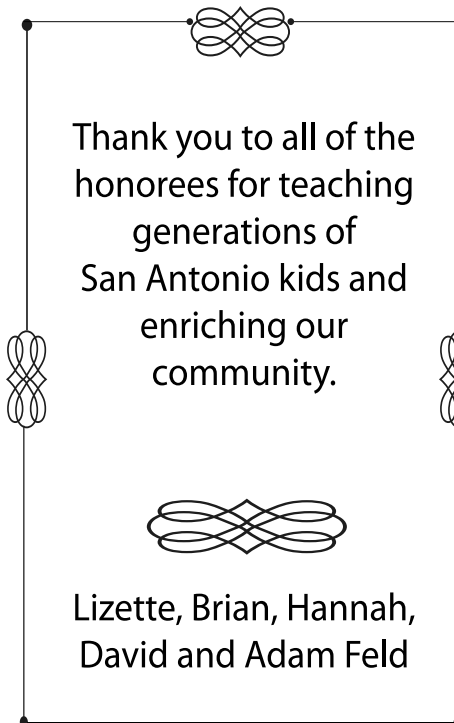 Thank you to all of the
honorees for teaching
generations of
San Antonio kids and
enriching our
community.
Lizette, Brian, Hannah,
David and Adam Feld